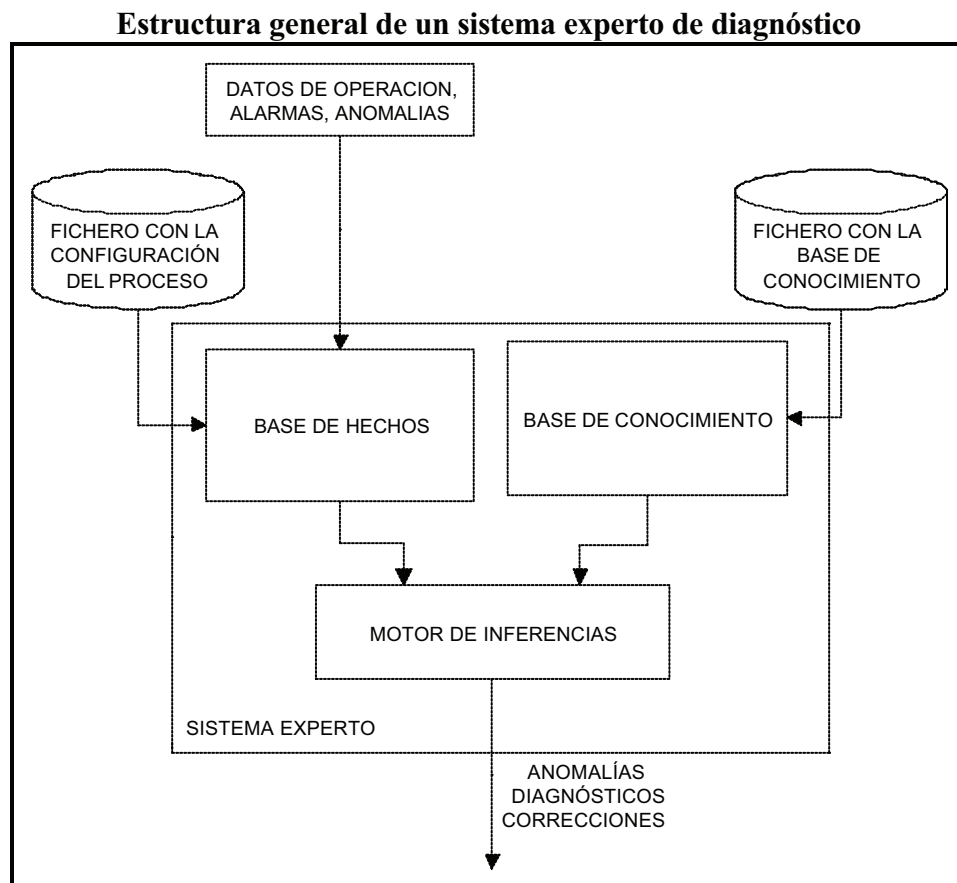 Estructura general de un sistema experto de diagnóstico
DATOS DE OPERACION,
ALARMAS, ANOMALIAS
FICHERO CON LA
CONFIGURACIÓN
DEL PROCESO
FICHERO CON LA
BASE DE
CONOCIMIENTO
BASE DE HECHOS
BASE DE CONOCIMIENTO
MOTOR DE INFERENCIAS
SISTEMA EXPERTO
ANOMALÍAS
DIAGNÓSTICOS
CORRECCIONES